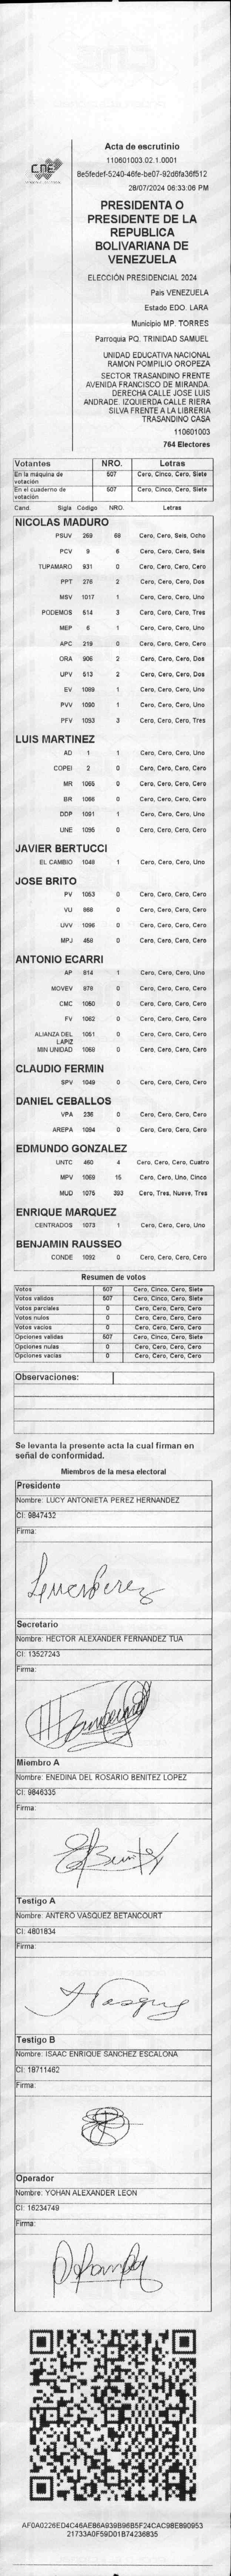 CNE
Acta de escrutinio
110601003.02.1.0001
8e5fedef-5240-46fe-be07-92d6fa36f512
28/07/2024 06:33:06 PM
PRESIDENTA O
PRESIDENTE DE LA
REPUBLICA
BOLIVARIANA DE
VENEZUELA
ELECCIÓN PRESIDENCIAL 2024
País VENEZUELA
Estado EDO. LARA
Municipio MP. TORRES
Parroquia PQ. TRINIDAD SAMUEL
UNIDAD EDUCATIVA NACIONAL
RAMON POMPILIO OROPEZA
SECTOR TRASANDINO FRENTE
AVENIDA FRANCISCO DE MIRANDA.
DERECHA CALLE JOSE LUIS
ANDRADE. IZQUIERDA CALLE RIERA
SILVA FRENTE A LA LIBRERIA
TRASANDINO CASA
110601003
764 Electores
Votantes NRO. Letras
En la máquina de votación 507 Cero, Cinco, Cero, Siete
En el cuaderno de votación 507 Cero, Cinco, Cero, Siete
Cand. Sigla Codigo NRO. Letras
NICOLAS MADURO
PSUV 269 68 Cero, Cero, Seis, Ocho
PCV 9 6 Cero, Cero, Cero, Seis
TUPAMARO 931 0 Cero, Cero, Cero, Cero
PPT 276 2 Cero, Cero, Cero, Dos
MSV 1017 1 Cero, Cero, Cero, Uno
PODEMOS 514 3 Cero, Cero, Cero, Tres
MEP 6 1 Cero, Cero, Cero, Uno
APC 219 0 Cero, Cero, Cero, Cero
ORA 906 2 Cero, Cero, Cero, Dos
UPV 513 2 Cero, Cero, Cero, Dos
EV 1089 1 Cero, Cero, Cero, Uno
PVV 1090 1 Cero, Cero, Cero, Uno
PFV 1093 3 Cero, Cero, Cero, Tres
LUIS MARTINEZ
AD 1 1 Cero, Cero, Cero, Uno
COPEI 2 0 Cero, Cero, Cero, Cero
MR 1065 0 Cero, Cero, Cero, Cero
BR 1066 0 Cero, Cero, Cero, Cero
DDP 1091 1 Cero, Cero, Cero, Uno
UNE 1095 0 Cero, Cero, Cero, Cero
JAVIER BERTUCCI
EL CAMBIO 1048 1 Cero, Cero, Cero, Uno
JOSE BRITO
PV 1053 0 Cero, Cero, Cero, Cero
VU 968 0 Cero, Cero, Cero, Cero
UVV 1096 0 Cero, Cero, Cero, Cero
MPJ 458 0 Cero, Cero, Cero, Cero
ANTONIO ECARRI
AP 914 1 Cero, Cero, Cero, Uno
MOVEV 978 0 Cero, Cero, Cero, Cero
CMC 1050 0 Cero, Cero, Cero, Cero
FV 1062 0 Cero, Cero, Cero, Cero
ALIANZA DEL LAPIZ 1051 0 Cero, Cero, Cero, Cero
MIN UNIDAD 1068 0 Cero, Cero, Cero, Cero
CLAUDIO FERMIN
SPV 1049 0 Cero, Cero, Cero, Cero
DANIEL CEBALLOS
VPA 236 0 Cero, Cero, Cero, Cero
AREPA 1094 0 Cero, Cero, Cero, Cero
EDMUNDO GONZALEZ
UNTC 460 4 Cero, Cero, Cero, Cuatro
MPV 1069 15 Cero, Cero, Uno, Cinco
MUD 1075 393 Cero, Tres, Nueve, Tres
ENRIQUE MARQUEZ
CENTRADOS 1073 1 Cero, Cero, Cero, Uno
BENJAMIN RAUSSEO
CONDE 1092 0 Cero, Cero, Cero, Cero
Resumen de votos
Votos 507 Cero, Cinco, Cero, Siete
Votos validos 507 Cero, Cinco, Cero, Siete
Votos parciales 0 Cero, Cero, Cero, Cero
Votos nulos 0 Cero, Cero, Cero, Cero
Votos vacios 0 Cero, Cero, Cero, Cero
Opciones validas 507 Cero, Cinco, Cero, Siete
Opciones nulas 0 Cero, Cero, Cero, Cero
Opciones vacias 0 Cero, Cero, Cero, Cero
Observaciones:
Se levanta la presente acta la cual firman en
señal de conformidad.
Miembros de la mesa electoral
Presidente
Nombre: LUCY ANTONIETA PEREZ HERNANDEZ
CI: 9847432
Firma:
Secretario
Nombre: HECTOR ALEXANDER FERNANDEZ TUA
CI: 13527243
Firma:
Miembro A
Nombre: ENEDINA DEL ROSARIO BENITEZ LOPEZ
CI: 9846335
Firma:
Testigo A
Nombre: ANTERO VASQUEZ BETANCOURT
CI: 4801834
Firma:
Testigo B
Nombre: ISAAC ENRIQUE SANCHEZ ESCALONA
CI: 18711462
Firma:
Operador
Nombre: YOHAN ALEXANDER LEON
CI: 16234749
Firma:
AF0A0226ED4C46AE86A939B96B5F24CAC98E890953
21733A0F59D01B74236835